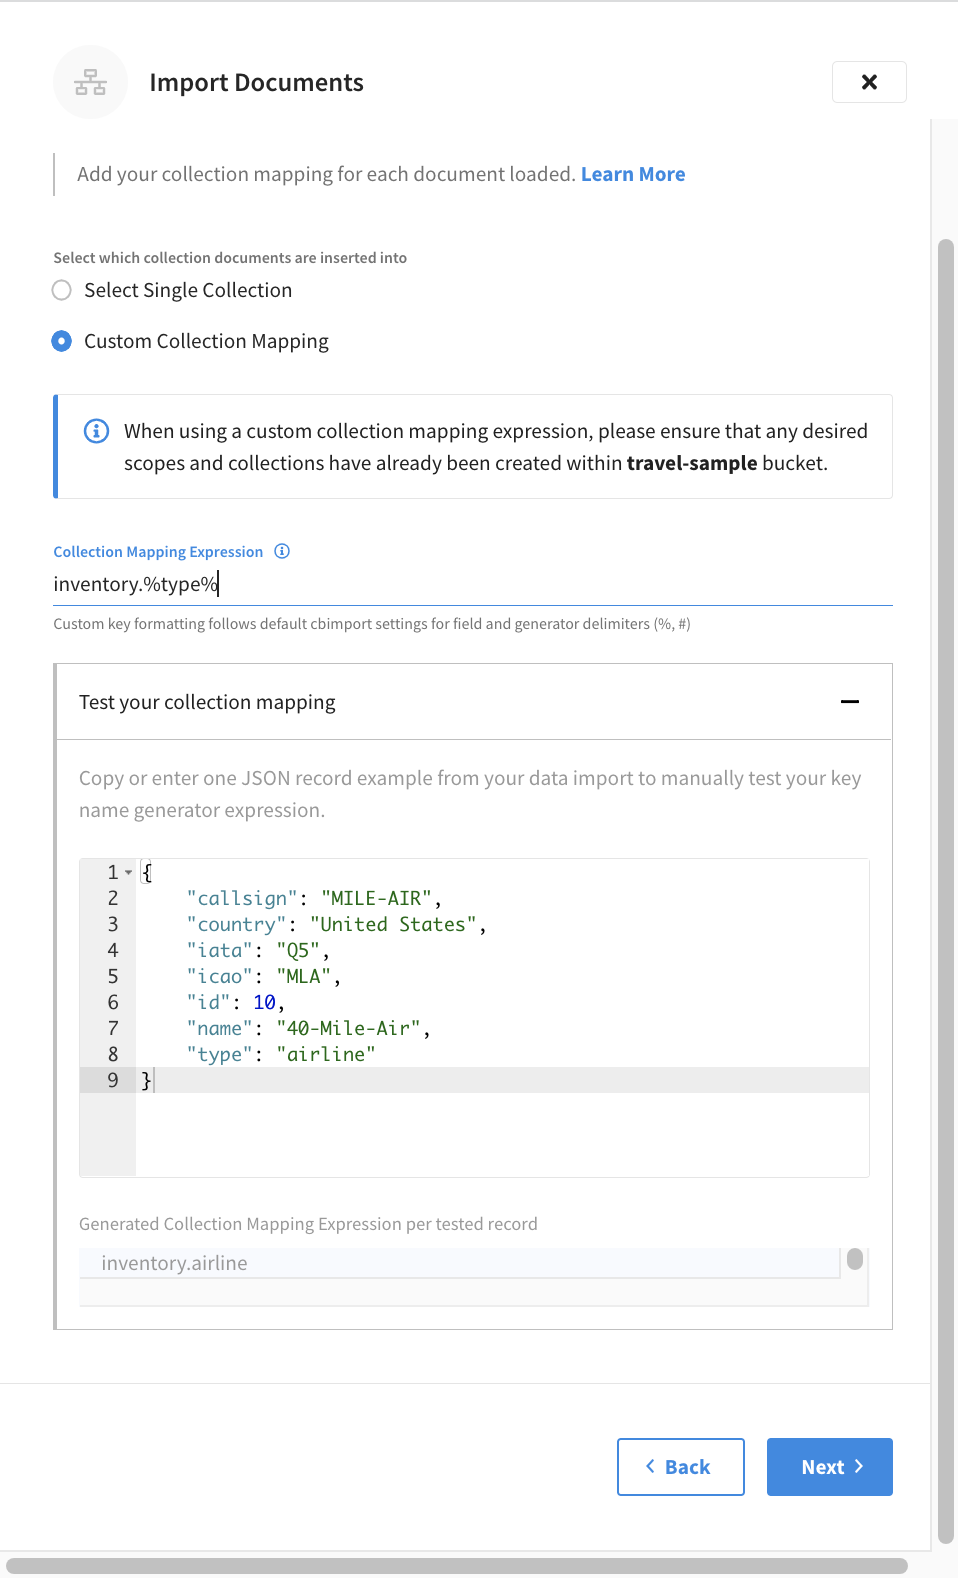 Import Documents
Add your collection mapping for each document loaded. Learn More
Select which collection documents are inserted into
Select Single Collection
Custom Collection Mapping
When using a custom collection mapping expression, please ensure that any desired
scopes and collections have already been created within travel-sample bucket.
Collection Mapping Expression
inventory.%type%
Custom key formatting follows default cbimport settings for field and generator delimiters (%, #)
Test your collection mapping
Copy or enter one JSON record example from your data import to manually test your key
name generator expression.
1 {
2 "callsign": "MILE-AIR",
3 "country": "United States",
4 "iata": "Q5",
5 "icao": "MLA",
6 "id": 10,
7 "name": "40-Mile-Air",
8 "type": "airline"
9 }
Generated Collection Mapping Expression per tested record
inventory.airline
Back
Next